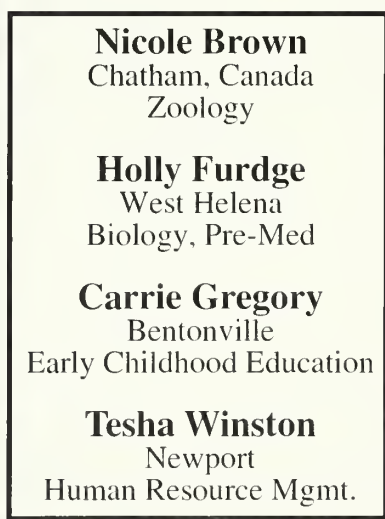 Nicole Brown
Chatham, Canada
Zoology
Holly Furdge
West Helena
Biology, Pre-Med
Carrie Gregory
Bentonville
Early Childhood Education
Tesha Winston
Newport
Human Resource Mgmt.